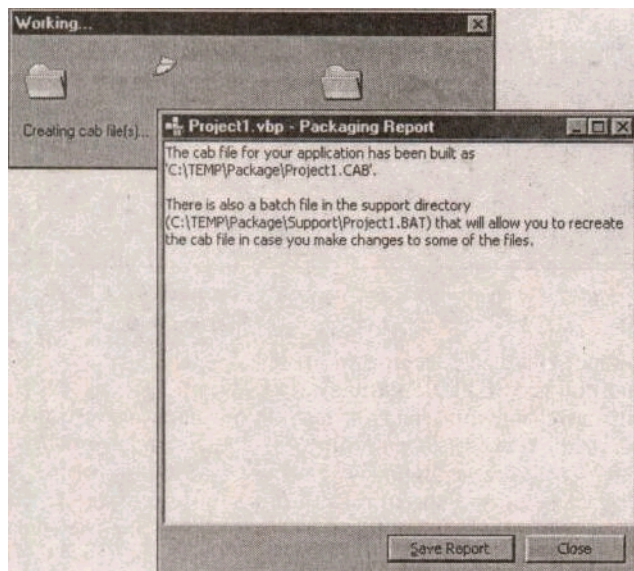 Working...
Creating cab file(s)...
Project1.vbp - Packaging Report
The cab file for your application has been built as
'C:\TEMP\Package\Project1.CAB'.
There is also a batch file in the support directory
(C:\TEMP\Package\Support\Project1.BAT) that will allow you to recreate
the cab file in case you make changes to some of the files.
Save Report
Close